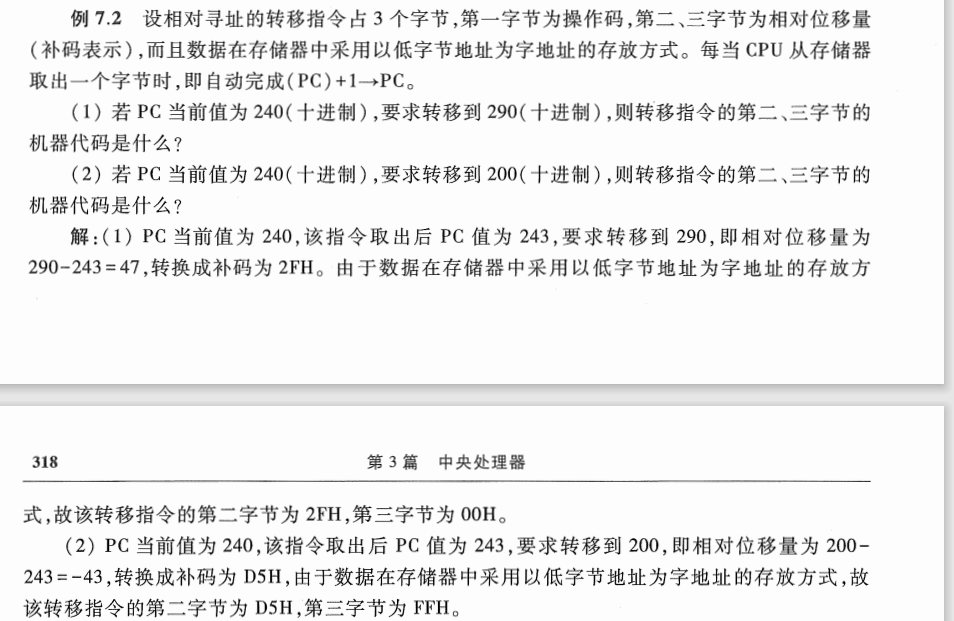 例 7.2 设相对寻址的转移指令占 3 个字节,第一字节为操作码,第二、三字节为相对位移量
(补码表示),而且数据在存储器中采用以低字节地址为字地址的存放方式。每当 CPU 从存储器
取出一个字节时,即自动完成(PC)+1→PC。
(1) 若 PC 当前值为 240(十进制),要求转移到 290(十进制),则转移指令的第二、三字节的
机器代码是什么?
(2) 若 PC 当前值为 240(十进制),要求转移到 200(十进制),则转移指令的第二、三字节的
机器代码是什么?
解:(1) PC 当前值为 240,该指令取出后 PC 值为 243,要求转移到 290,即相对位移量为
290-243=47,转换成补码为 2FH。由于数据在存储器中采用以低字节地址为字地址的存放方
318 第 3 篇 中央处理器
式,故该转移指令的第二字节为 2FH,第三字节为 00H。
(2) PC 当前值为 240,该指令取出后 PC 值为 243,要求转移到 200,即相对位移量为 200-
243=-43,转换成补码为 D5H,由于数据在存储器中采用以低字节地址为字地址的存放方式,故
该转移指令的第二字节为 D5H,第三字节为 FFH。